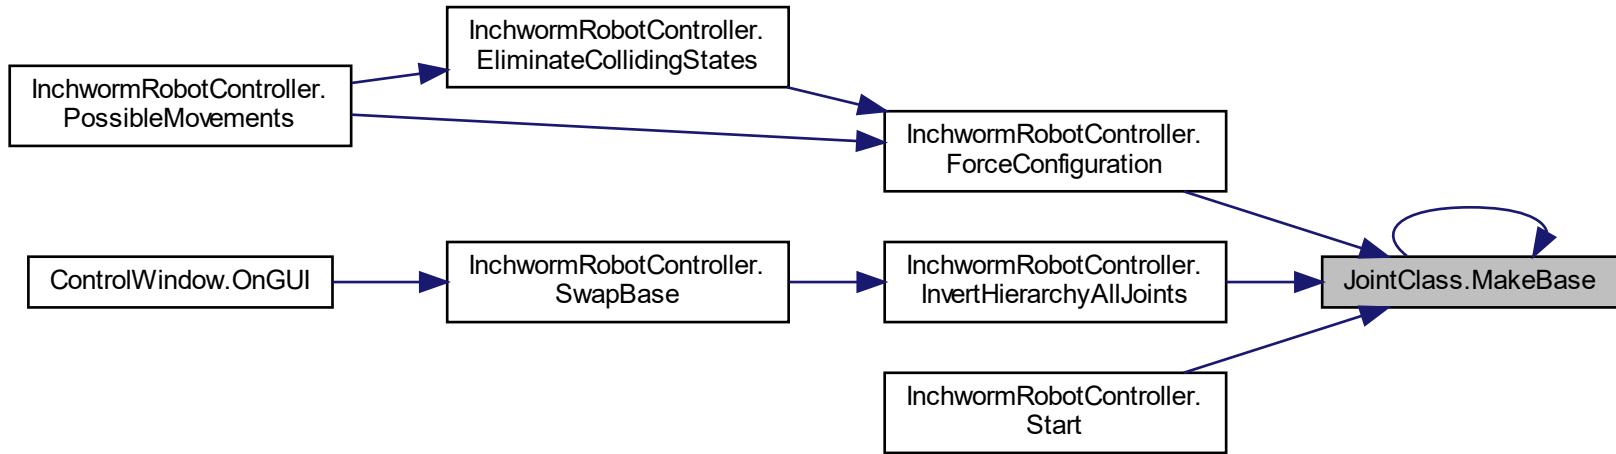 InchwormRobotController.
EliminateCollidingStates
InchwormRobotController.
PossibleMovements
InchwormRobotController.
ForceConfiguration
ControlWindow.OnGUI
InchwormRobotController.
SwapBase
InchwormRobotController.
InvertHierarchyAllJoints
JointClass.MakeBase
InchwormRobotController.
Start